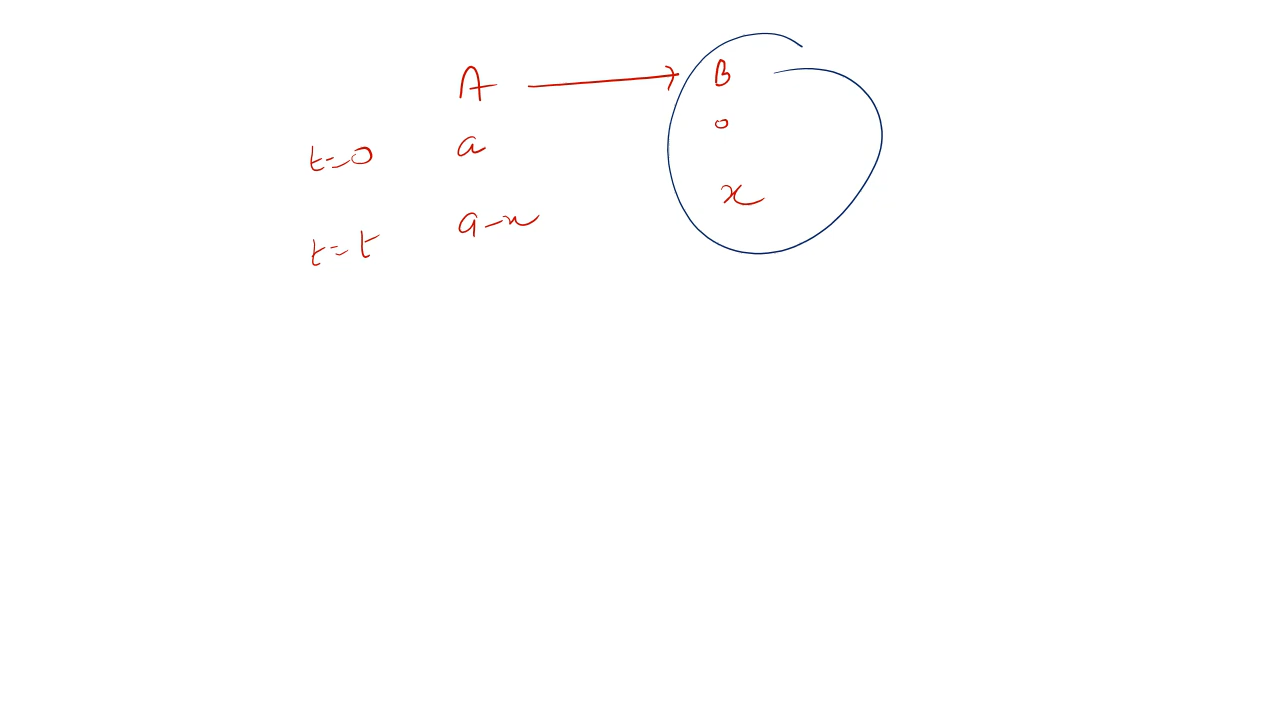 A → B
t=0 a 0
t=t a-x x